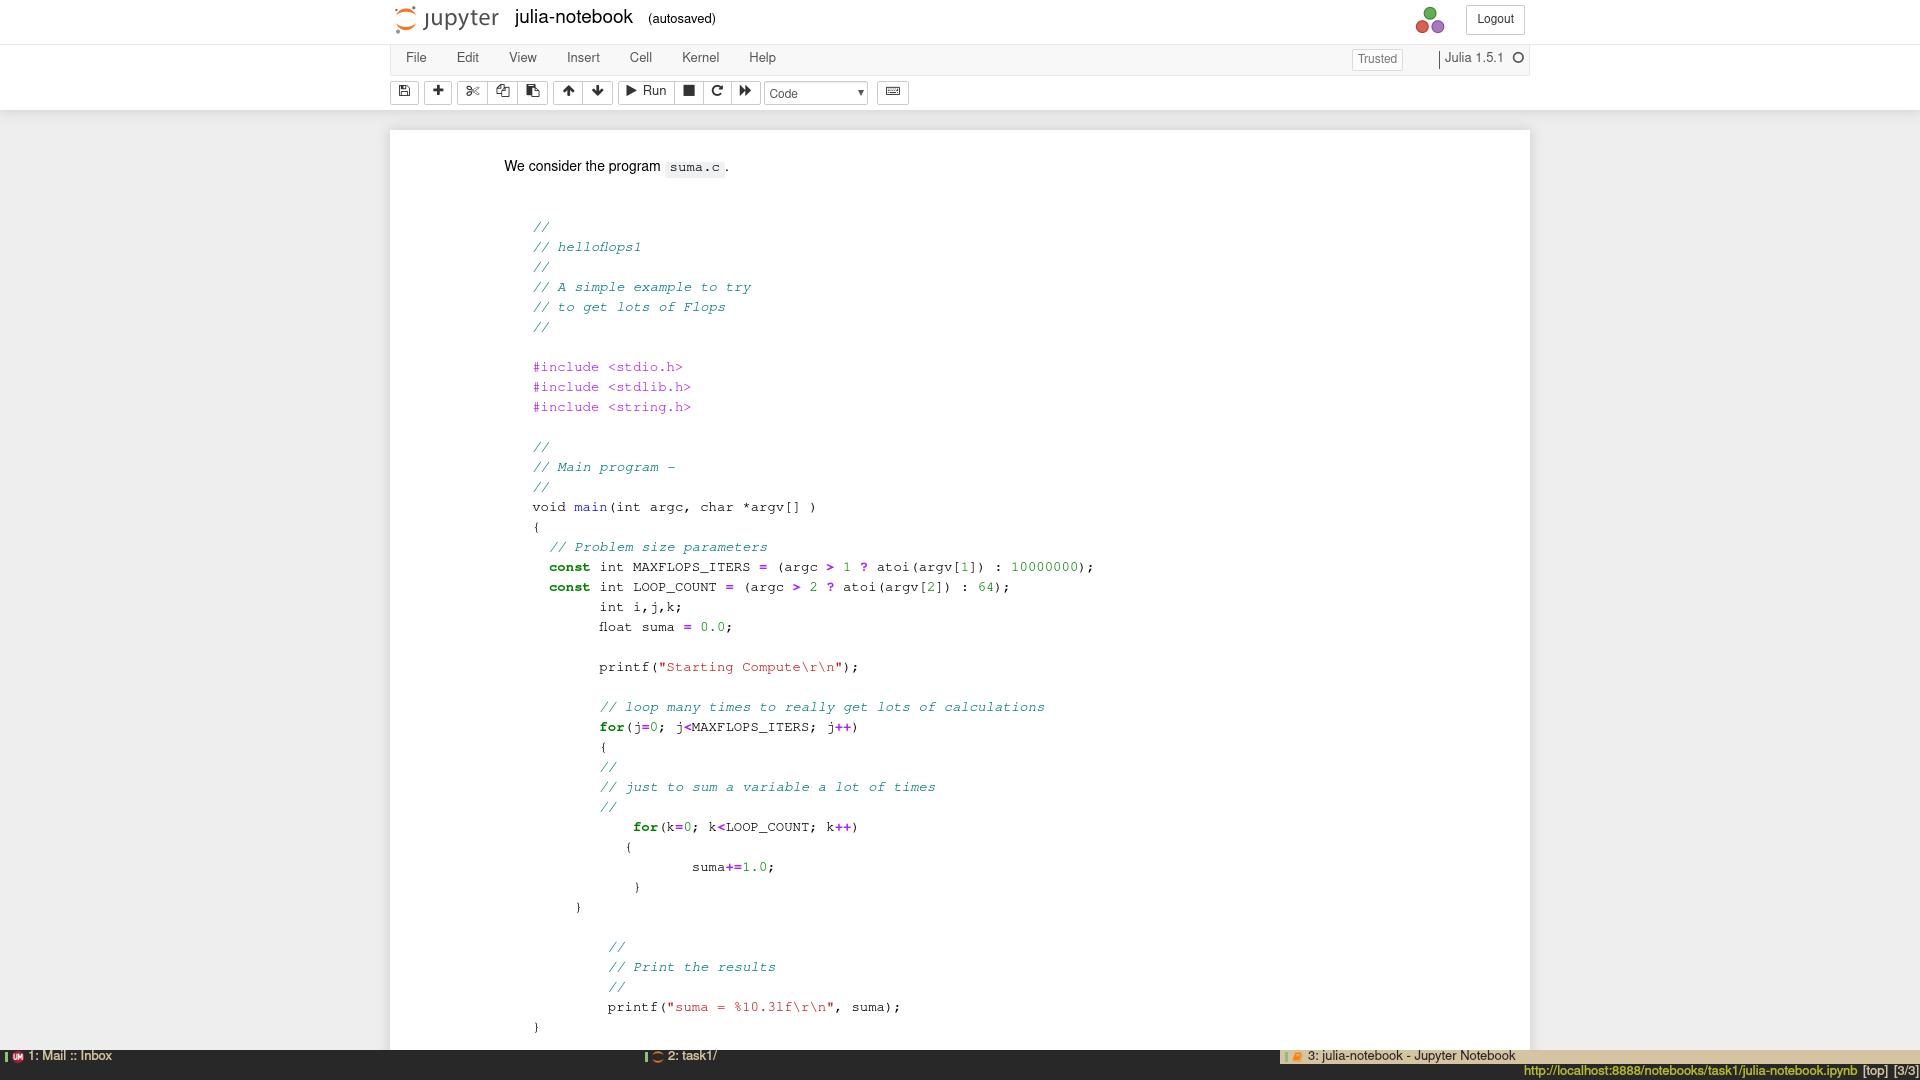 jupyter julia-notebook (autosaved) Logout
File Edit View Insert Cell Kernel Help Trusted Julia 1.5.1
Run Code
We consider the program suma.c.
//
// helloflops1
//
// A simple example to try
// to get lots of Flops
//
#include <stdio.h>
#include <stdlib.h>
#include <string.h>
//
// Main program -
//
void main(int argc, char *argv[] )
{
// Problem size parameters
const int MAXFLOPS_ITERS = (argc > 1 ? atoi(argv[1]) : 10000000);
const int LOOP_COUNT = (argc > 2 ? atoi(argv[2]) : 64);
int i,j,k;
float suma = 0.0;
printf("Starting Compute\r\n");
// loop many times to really get lots of calculations
for(j=0; j<MAXFLOPS_ITERS; j++)
{
//
// just to sum a variable a lot of times
//
for(k=0; k<LOOP_COUNT; k++)
{
suma+=1.0;
}
}
//
// Print the results
//
printf("suma = %10.3lf\r\n", suma);
}
UM 1: Mail :: Inbox 2: task1/ 3: julia-notebook - Jupyter Notebook
http://localhost:8888/notebooks/task1/julia-notebook.ipynb [top] [3/3]